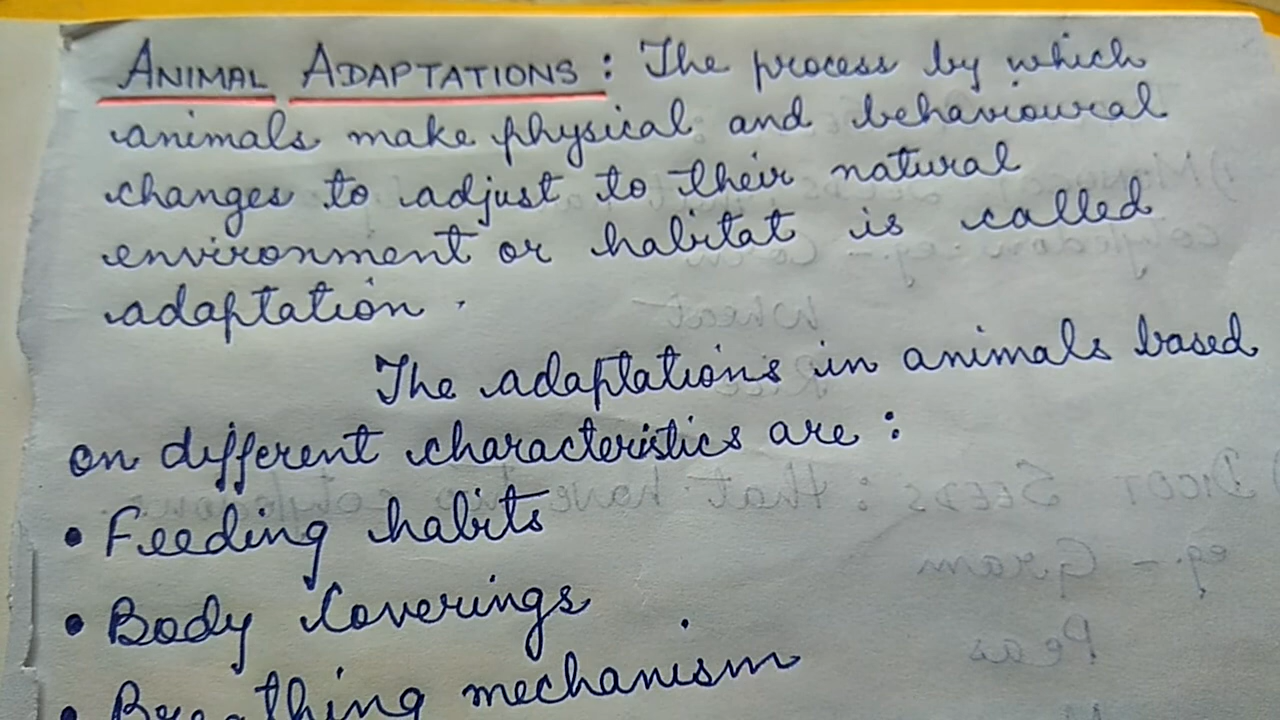 ANIMAL ADAPTATIONS : The process by which
animals make physical and behavioural
changes to adjust to their natural
environment or habitat is called
adaptation.
The adaptations in animals based
on different characteristics are :
• Feeding habits
• Body Coverings
• Breathing mechanism